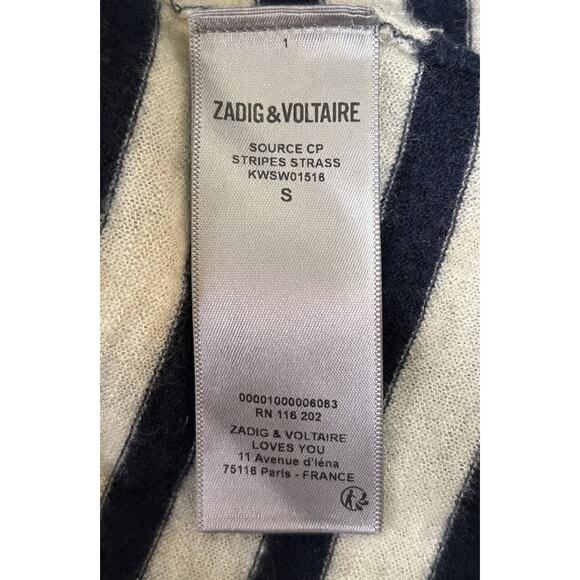 1
ZADIG&VOLTAIRE
SOURCE CP
STRIPES STRASS
KWSW01516
S
00001000006063
RN 116 202
ZADIG & VOLTAIRE
LOVES YOU
11 Avenue d'iéna
75116 Paris - FRANCE